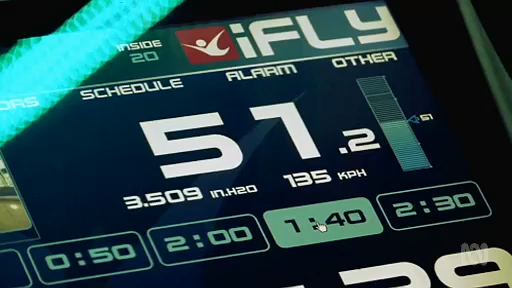 iFLY
INSIDE
20
SCHEDULE ALARM OTHER
51.2
51
3.509 IN.H2O 135 KPH
0:50 2:00 1:40 2:30